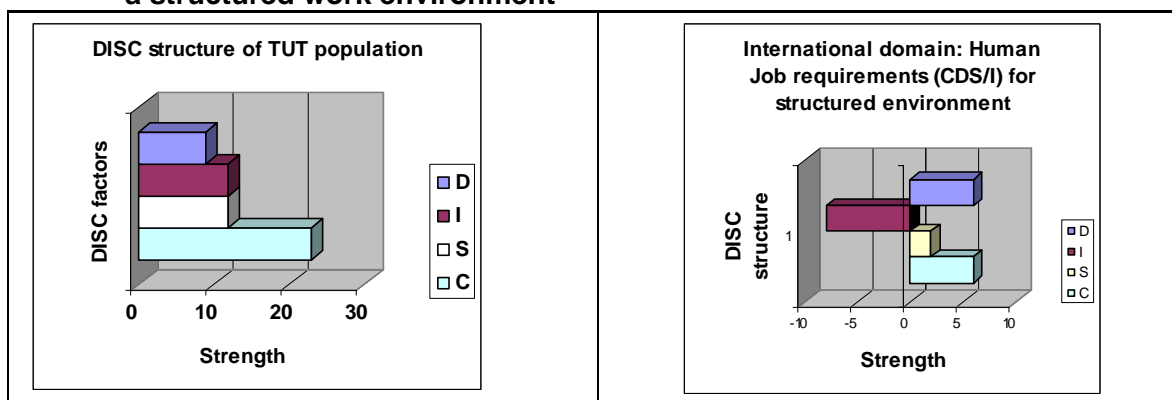 a structured work environment
DISC structure of TUT population
DISC factors
D
I
S
C
0 10 20 30
Strength
International domain: Human
Job requirements (CDS/I) for
structured environment
DISC
structure
1
D
I
S
C
-10 -5 0 5 10
Strength